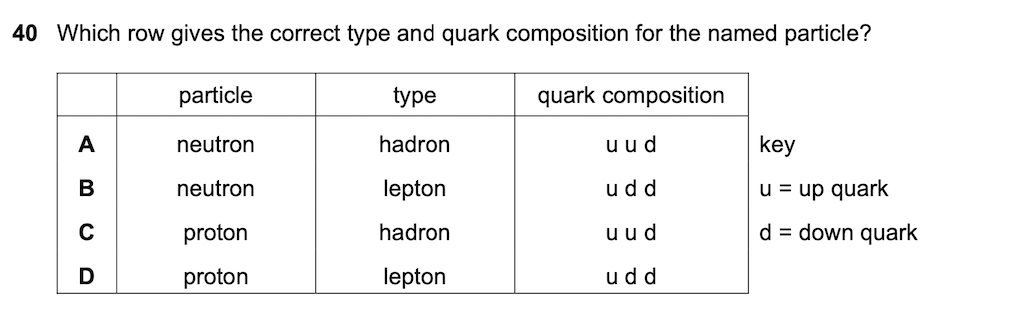 40 Which row gives the correct type and quark composition for the named particle?
particle type quark composition
A neutron hadron u u d key
B neutron lepton u d d u = up quark
C proton hadron u u d d = down quark
D proton lepton u d d